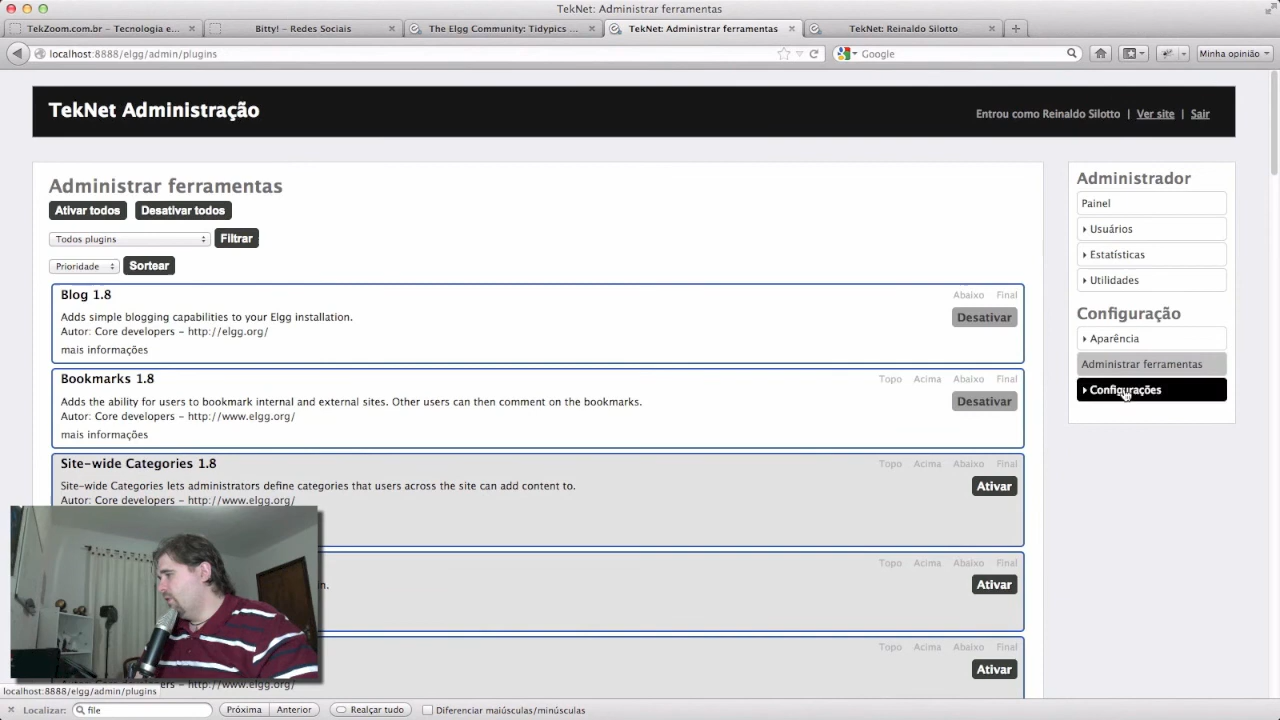 TekNet: Administrar ferramentas
TekZoom.com.br – Tecnologia e...
Bitty! – Redes Sociais
The Elgg Community: Tidypics ...
TekNet: Administrar ferramentas
TekNet: Reinaldo Silotto
localhost:8888/elgg/admin/plugins
Google
Minha opinião
TekNet Administração
Entrou como Reinaldo Silotto | Ver site | Sair
Administrar ferramentas
Ativar todos
Desativar todos
Todos plugins
Filtrar
Prioridade
Sortear
Blog 1.8
Abaixo Final
Adds simple blogging capabilities to your Elgg installation.
Desativar
Autor: Core developers – http://elgg.org/
mais informações
Bookmarks 1.8
Topo Acima Abaixo Final
Adds the ability for users to bookmark internal and external sites. Other users can then comment on the bookmarks.
Desativar
Autor: Core developers – http://www.elgg.org/
mais informações
Site-wide Categories 1.8
Topo Acima Abaixo Final
Site-wide Categories lets administrators define categories that users across the site can add content to.
Ativar
Autor: Core developers – http://www.elgg.org/
Topo Acima Abaixo Final
Ativar
Topo Acima Abaixo Final
Ativar
Autor: Core developers – http://www.elgg.org/
Administrador
Painel
Usuários
Estatísticas
Utilidades
Configuração
Aparência
Administrar ferramentas
Configurações
localhost:8888/elgg/admin/plugins
Localizar:
file
Próxima
Anterior
Realçar tudo
Diferenciar maiúsculas/minúsculas